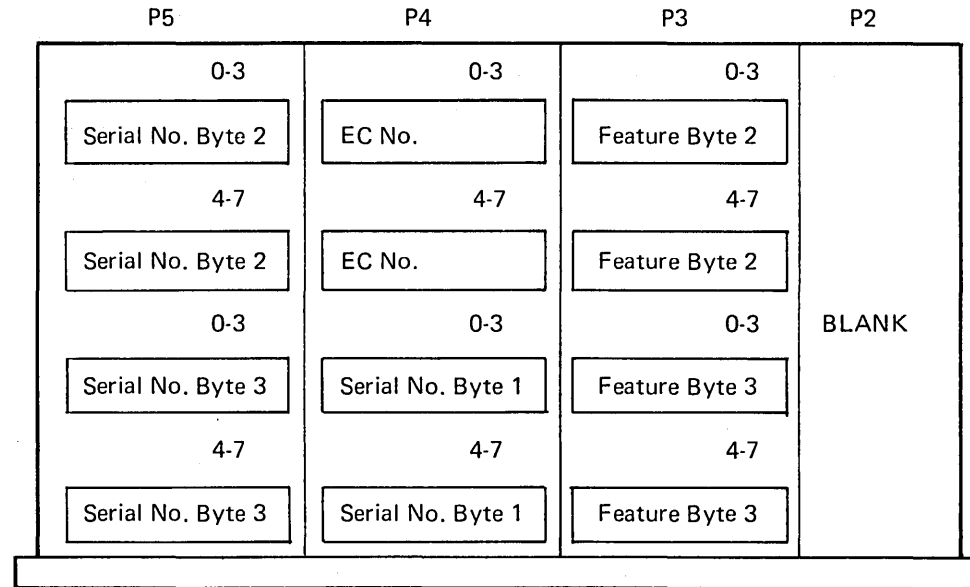 P5 P4 P3 P2
0-3 0-3 0-3
Serial No. Byte 2 EC No. Feature Byte 2
4-7 4-7 4-7
Serial No. Byte 2 EC No. Feature Byte 2
0-3 0-3 0-3 BLANK
Serial No. Byte 3 Serial No. Byte 1 Feature Byte 3
4-7 4-7 4-7
Serial No. Byte 3 Serial No. Byte 1 Feature Byte 3